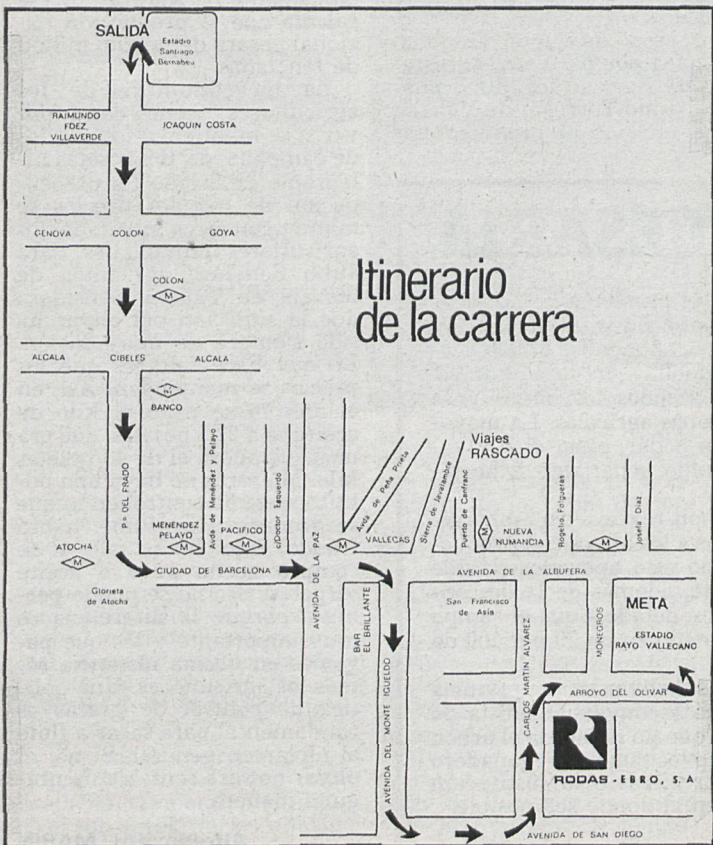 SALIDA
Estadio
Santiago
Bernabeu
RAIMUNDO
FDEZ.
VILLAVERDE
JOAQUIN COSTA
GENOVA COLON GOYA
COLON
M
Itinerario
de la carrera
ALCALA CIBELES ALCALA
BANCO
Pº DEL PRADO
Viajes
RASCADO
Avda de Menéndez y Pelayo
c/Doctor Esquerdo
Avda de Peña Prieta
Sierra de Javalambre
Puerto de Canfranc
Rogelio Folgueras
Josefa Diaz
ATOCHA
M
MENENDEZ
PELAYO
M
PACIFICO
M
M
VALLECAS
M
NUEVA
NUMANCIA
M
CIUDAD DE BARCELONA
AVENIDA DE LA ALBUFERA
Glorieta
de Atocha
AVENIDA DE LA PAZ
BAR
EL BRILLANTE
San Francisco
de Asis
MONEGROS
META
ESTADIO
RAYO VALLECANO
AVENIDA DEL MONTE IGUELDO
CARLOS MARTIN ALVAREZ
ARROYO DEL OLIVAR
R
RODAS - EBRO, S. A
AVENIDA DE SAN DIEGO